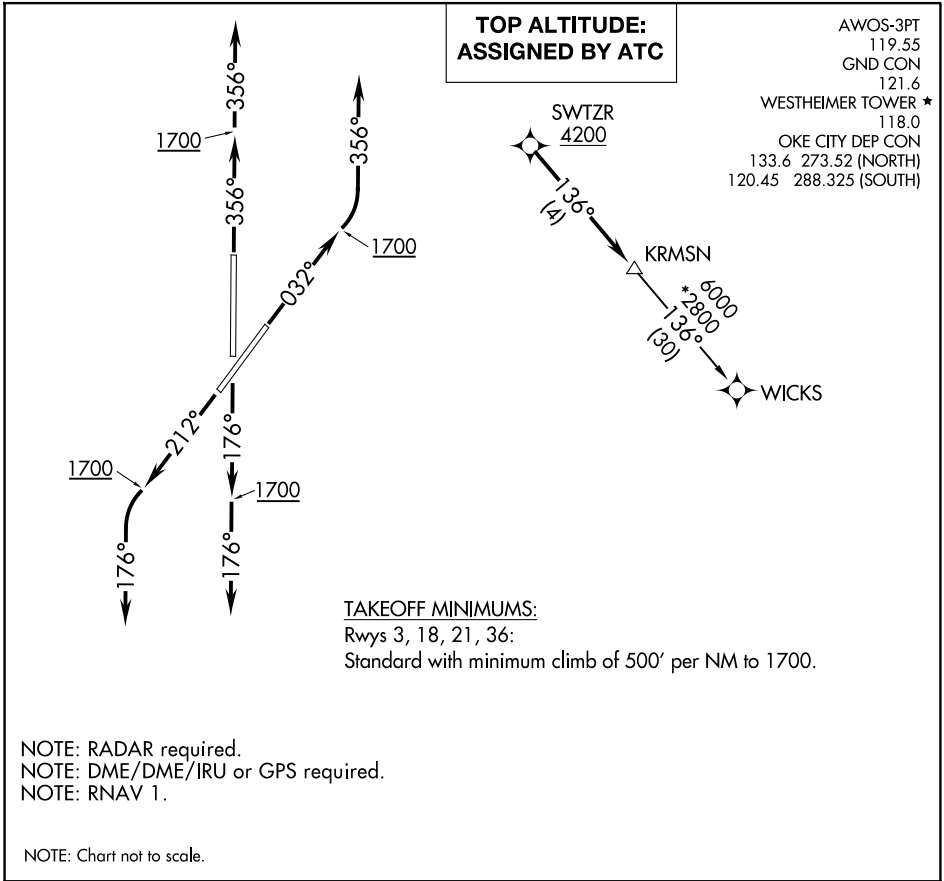 TOP ALTITUDE:
ASSIGNED BY ATC
AWOS-3PT
119.55
GND CON
121.6
WESTHEIMER TOWER ★
118.0
OKE CITY DEP CON
133.6 273.52 (NORTH)
120.45 288.325 (SOUTH)
356°
1700
356°
356°
1700
032°
212°
1700
176°
176°
1700
176°
SWTZR
4200
136°
(4)
KRMSN
6000
*2800
136°
(30)
WICKS
TAKEOFF MINIMUMS:
Rwys 3, 18, 21, 36:
Standard with minimum climb of 500' per NM to 1700.
NOTE: RADAR required.
NOTE: DME/DME/IRU or GPS required.
NOTE: RNAV 1.
NOTE: Chart not to scale.